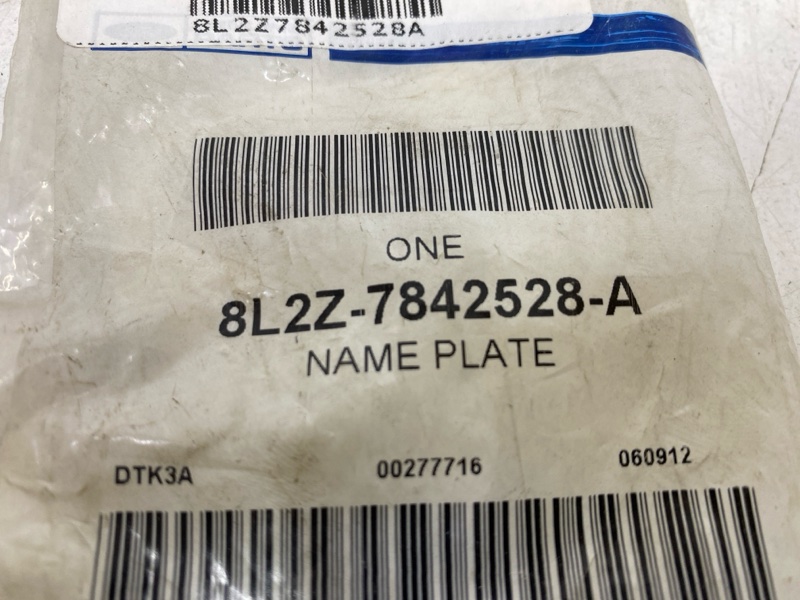 8L2Z7842528A
ONE
8L2Z-7842528-A
NAME PLATE
DTK3A 00277716 060912